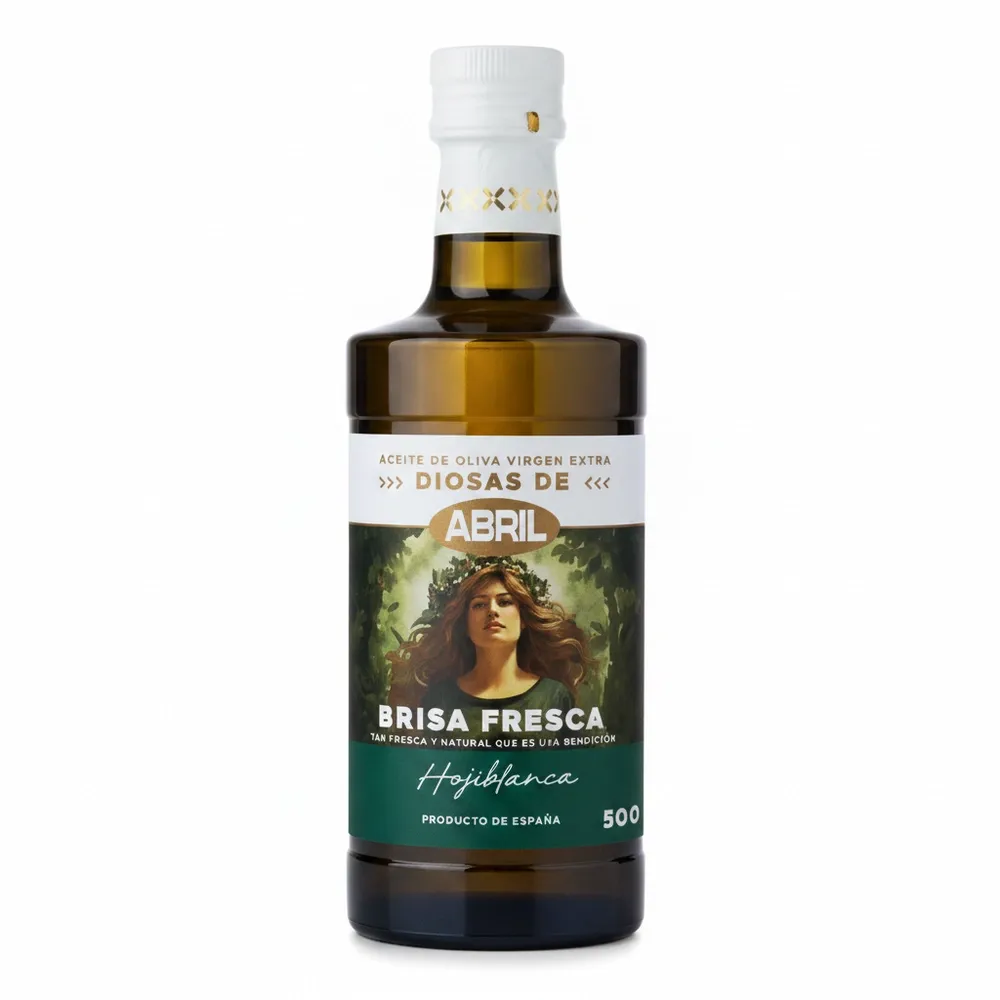 ACEITE DE OLIVA VIRGEN EXTRA
>>> DIOSAS DE <<<
ABRIL
BRISA FRESCA
TAN FRESCA Y NATURAL QUE ES UNA BENDICIÓN
Hojiblanca
PRODUCTO DE ESPAÑA
500